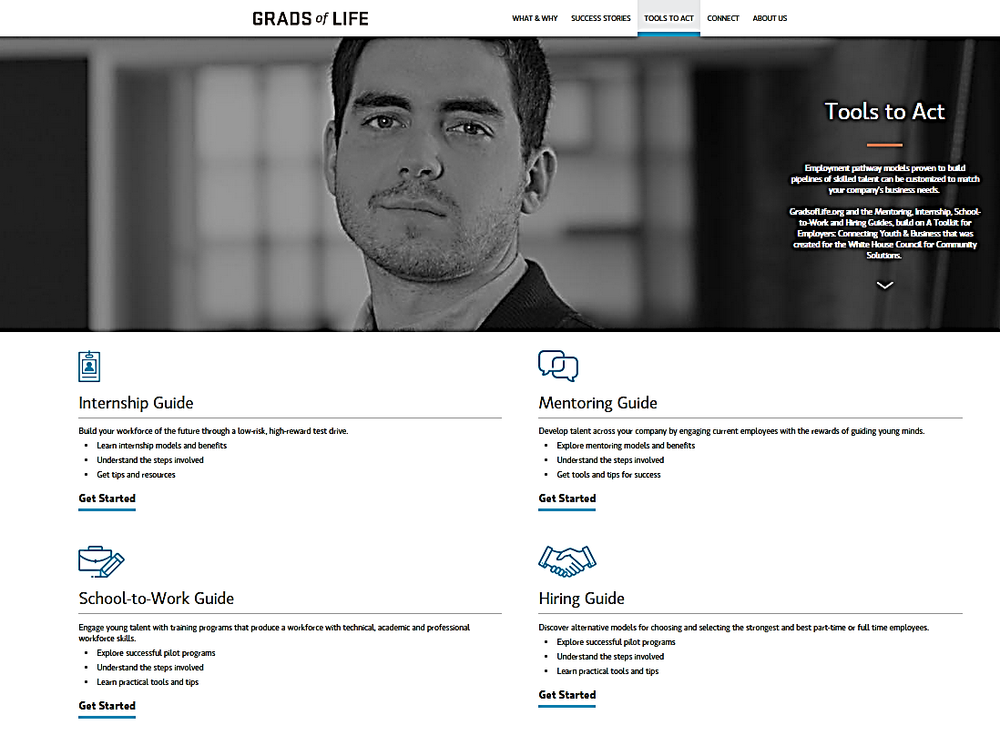 GRADS of LIFE
WHAT & WHY
SUCCESS STORIES
TOOLS TO ACT
CONNECT
ABOUT US
Tools to Act
Employment pathway models proven to build
pipelines of skilled talent can be customized to match
your company's business needs.
GradsofLife.org and the Mentoring, Internship, School-
to-Work and Hiring Guides, build on A Toolkit for
Employers: Connecting Youth & Business that was
created for the White House Council for Community
Solutions.
Internship Guide
Build your workforce of the future through a low-risk, high-reward test drive.
• Learn internship models and benefits
• Understand the steps involved
• Get tips and resources
Get Started
Mentoring Guide
Develop talent across your company by engaging current employees with the rewards of guiding young minds.
• Explore mentoring models and benefits
• Understand the steps involved
• Get tools and tips for success
Get Started
School-to-Work Guide
Engage young talent with training programs that produce a workforce with technical, academic and professional
workforce skills.
• Explore successful pilot programs
• Understand the steps involved
• Learn practical tools and tips
Get Started
Hiring Guide
Discover alternative models for choosing and selecting the strongest and best part-time or full time employees.
• Explore successful pilot programs
• Understand the steps involved
• Learn practical tools and tips
Get Started